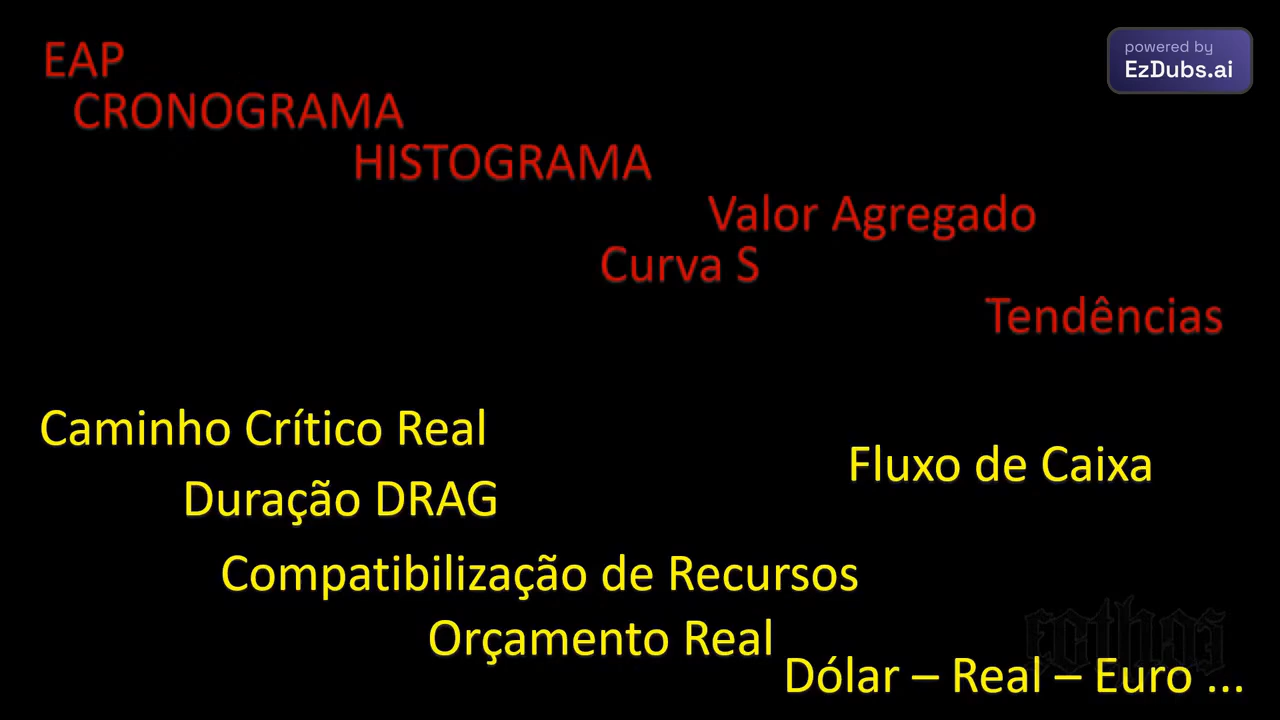 EAP
powered by
EzDubs.ai
CRONOGRAMA
HISTOGRAMA
Valor Agregado
Curva S
Tendências
Caminho Crítico Real
Fluxo de Caixa
Duração DRAG
Compatibilização de Recursos
Orçamento Real
Dólar – Real – Euro ...